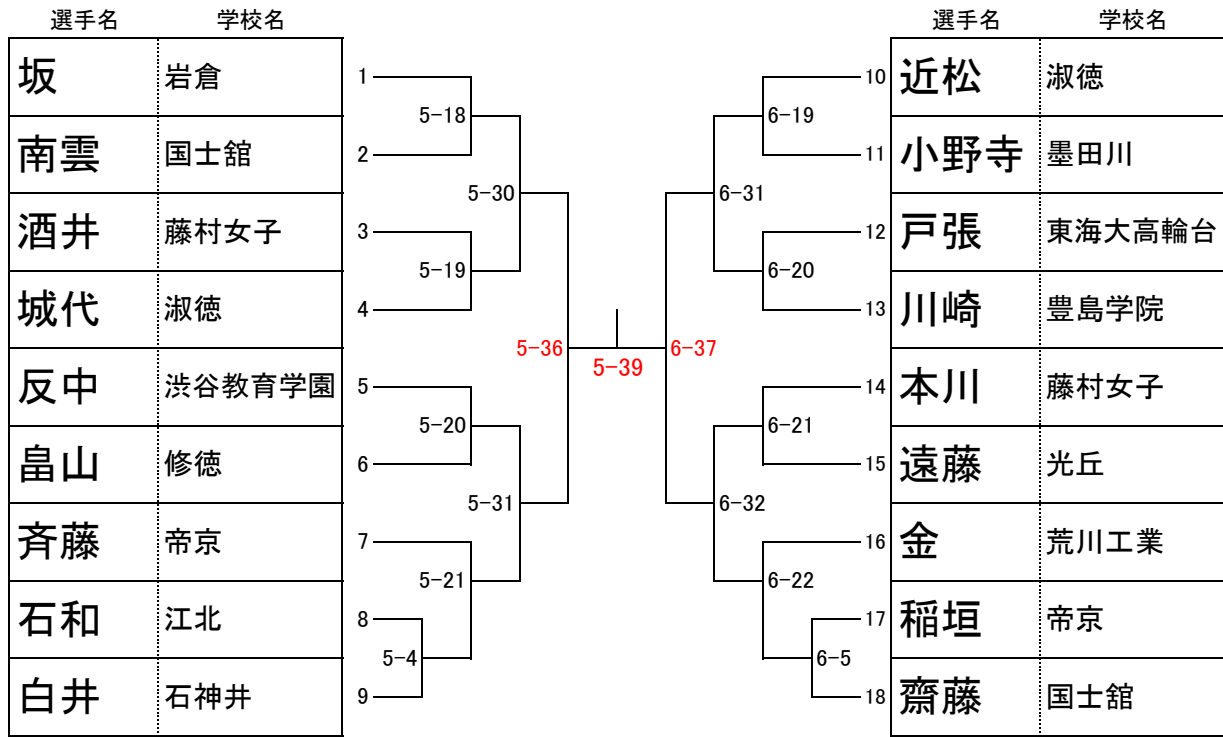 選手名 学校名 選手名 学校名
坂 岩倉 1 10 近松 淑徳
5-18 6-19
南雲 国士舘 2 11 小野寺 墨田川
5-30 6-31
酒井 藤村女子 3 12 戸張 東海大高輪台
5-19 6-20
城代 淑徳 4 13 川崎 豊島学院
5-36 5-39 6-37
反中 渋谷教育学園 5 14 本川 藤村女子
5-20 6-21
畠山 修徳 6 15 遠藤 光丘
5-31 6-32
斉藤 帝京 7 16 金 荒川工業
5-21 6-22
石和 江北 8 17 稲垣 帝京
5-4 6-5
白井 石神井 9 18 齋藤 国士舘